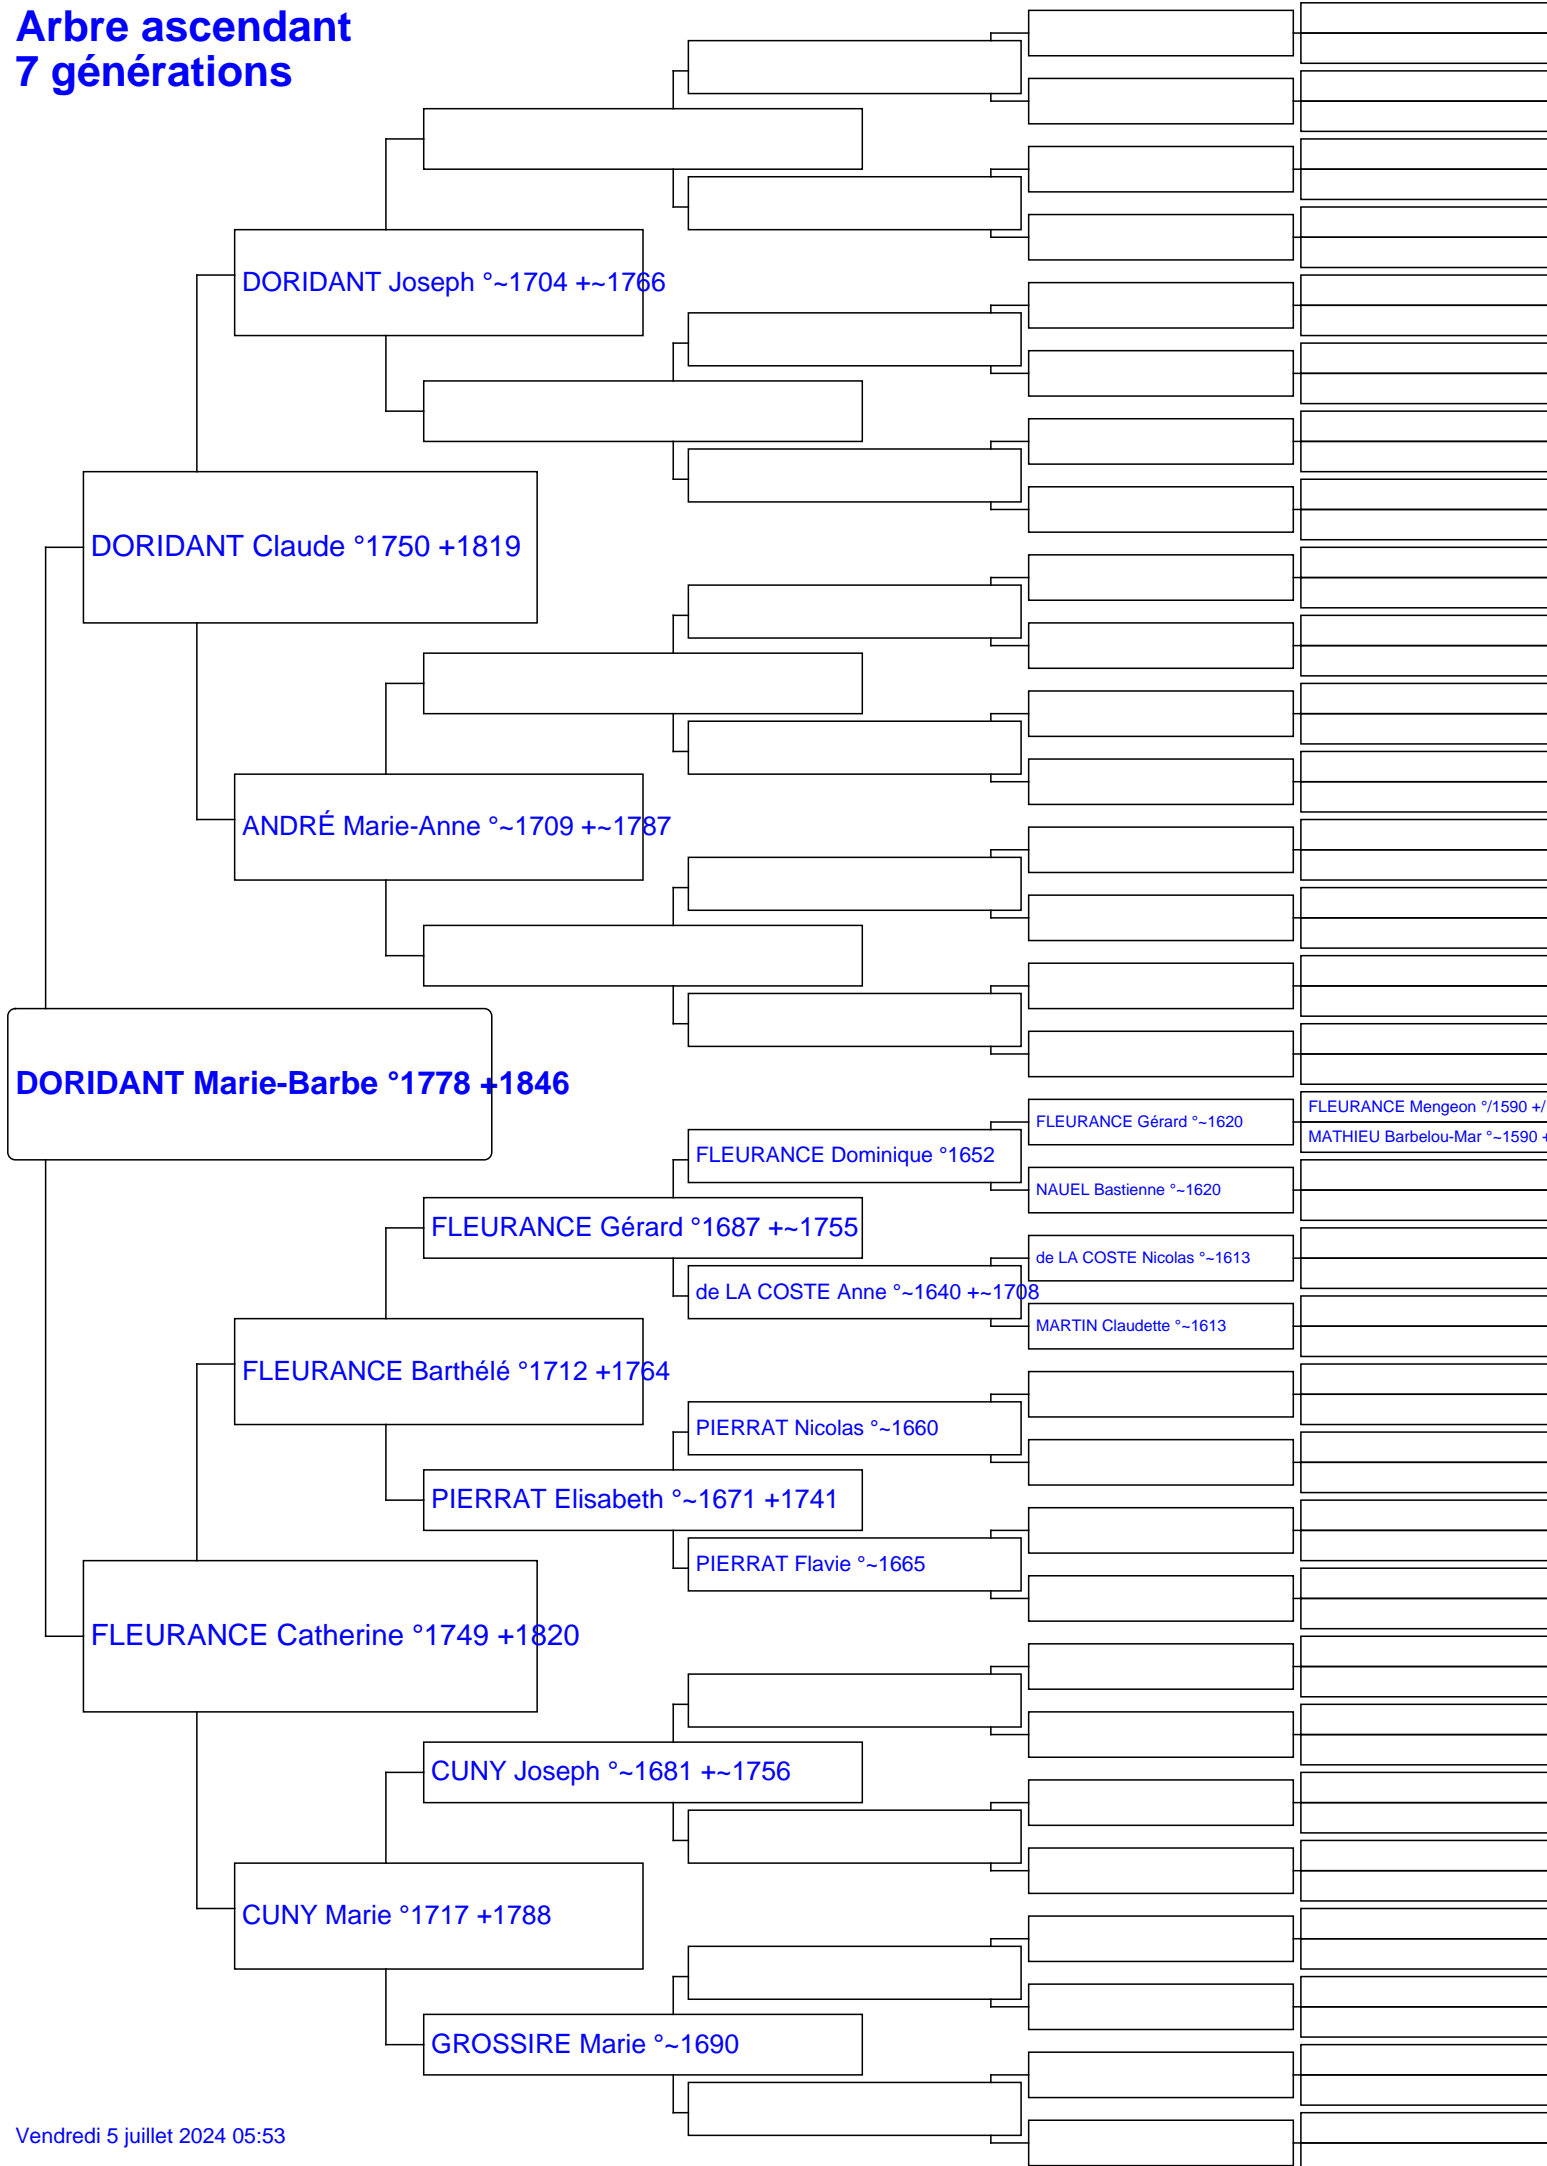 Arbre ascendant
7 générations
DORIDANT Joseph °~1704 +~1766
DORIDANT Claude °1750 +1819
ANDRÉ Marie-Anne °~1709 +~1787
DORIDANT Marie-Barbe °1778 +1846
FLEURANCE Gérard °~1620
FLEURANCE Mengeon °/1590 +/
MATHIEU Barbelou-Mar °~1590 +
FLEURANCE Dominique °1652
NAUEL Bastienne °~1620
FLEURANCE Gérard °1687 +~1755
de LA COSTE Nicolas °~1613
de LA COSTE Anne °~1640 +~1708
MARTIN Claudette °~1613
FLEURANCE Barthélé °1712 +1764
PIERRAT Nicolas °~1660
PIERRAT Elisabeth °~1671 +1741
PIERRAT Flavie °~1665
FLEURANCE Catherine °1749 +1820
CUNY Joseph °~1681 +~1756
CUNY Marie °1717 +1788
GROSSIRE Marie °~1690
Vendredi 5 juillet 2024 05:53